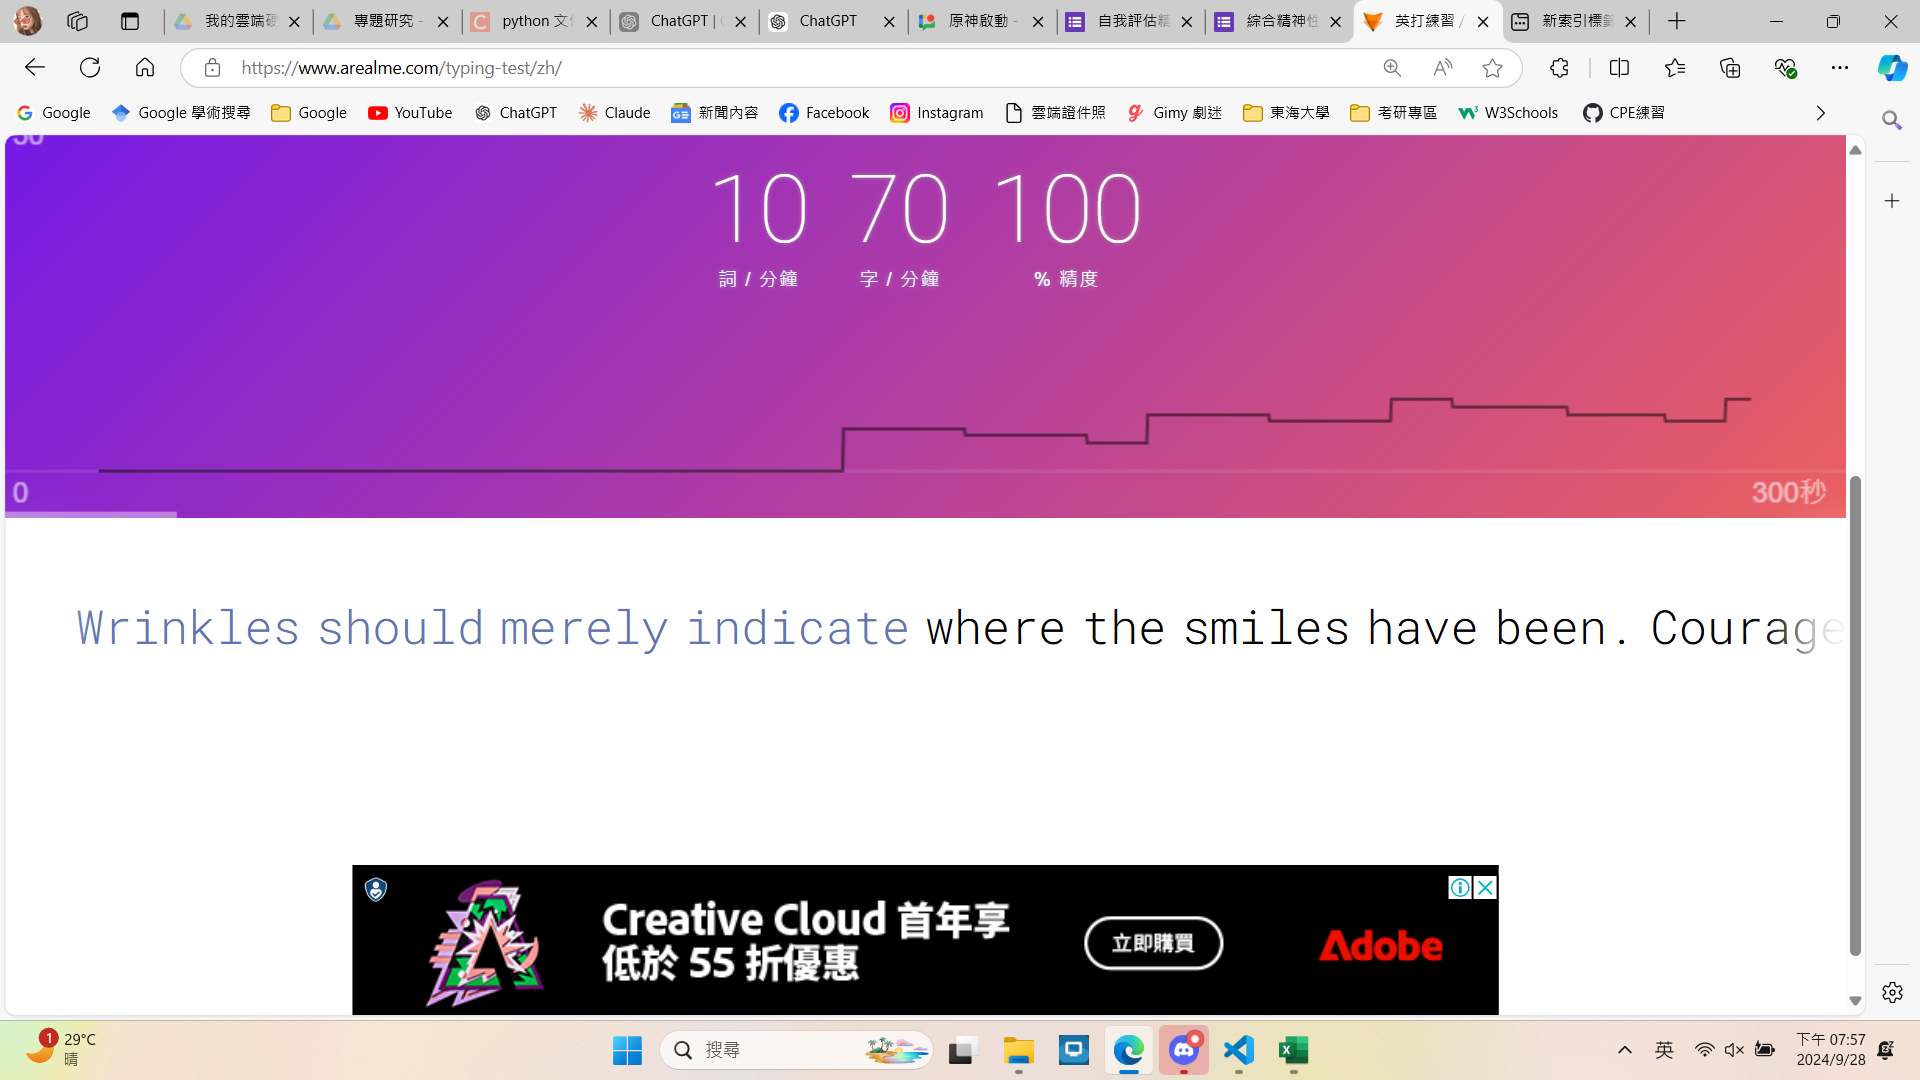 我的雲端硬
專題研究 -
python 文件
ChatGPT | C
ChatGPT
原神啟動 -
自我評估精
綜合精神性
英打練習 /
新索引標籤
https://www.arealme.com/typing-test/zh/
Google
Google 學術搜尋
Google
YouTube
ChatGPT
Claude
新聞內容
Facebook
Instagram
雲端證件照
Gimy 劇迷
東海大學
考研專區
W3Schools
CPE練習
50
10 70 100
詞 / 分鐘 字 / 分鐘 % 精度
0 300秒
Wrinkles should merely indicate where the smiles have been. Courage
Creative Cloud 首年享
低於 55 折優惠
立即購買
Adobe
1
29°C
晴
搜尋
英
下午 07:57
2024/9/28